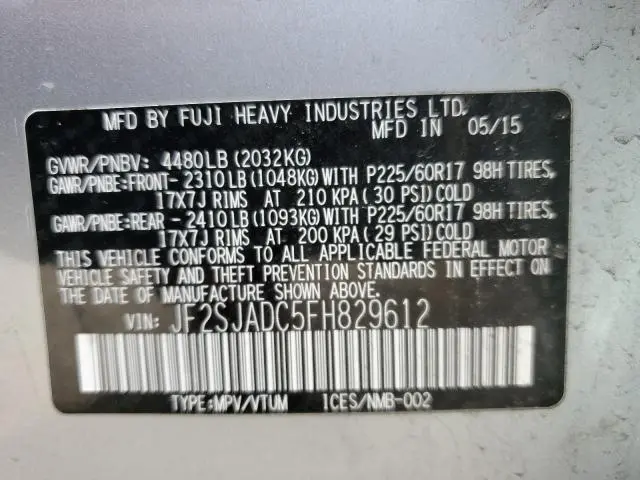 MFD BY FUJI HEAVY INDUSTRIES LTD.
MFD IN 05/15
GVWR/PNBV: 4480LB (2032KG)
GAWR/PNBE:FRONT-2310LB (1048KG)WITH P225/60R17 98H TIRES,
17X7J RIMS AT 210 KPA (30 PSI)COLD
GAWR/PNBE:REAR -2410LB (1093KG)WITH P225/60R17 98H TIRES,
17X7J RIMS AT 200 KPA (29 PSI)COLD
THIS VEHICLE CONFORMS TO ALL APPLICABLE FEDERAL MOTOR
VEHICLE SAFETY AND THEFT PREVENTION STANDARDS IN EFFECT ON
THE DATE OF MANUFACTURE SHOWN ABOVE.
VIN: JF2SJADC5FH829612
TYPE:MPV/VTUM ICES/NMB-002